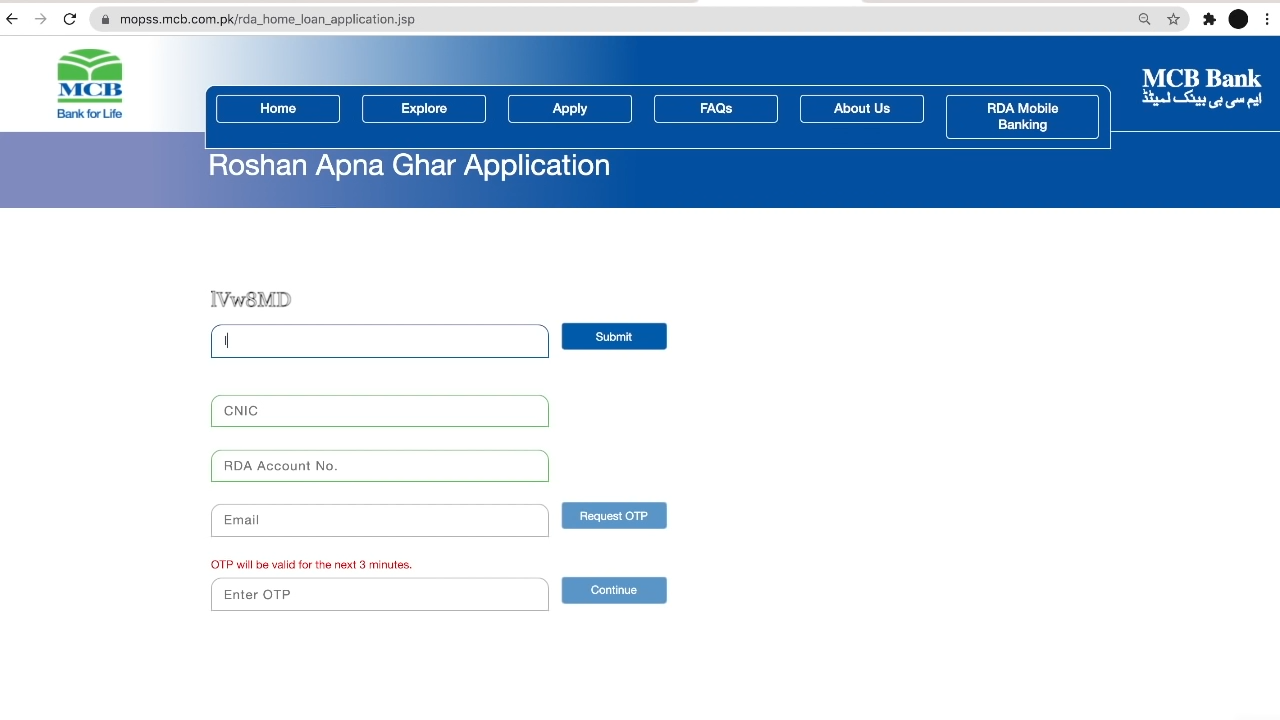 mopss.mcb.com.pk/rda_home_loan_application.jsp
MCB
Bank for Life
Home
Explore
Apply
FAQs
About Us
RDA Mobile
Banking
MCB Bank
ایم سی بی بینک لمیٹڈ
Roshan Apna Ghar Application
lVw8MD
l
Submit
CNIC
RDA Account No.
Email
Request OTP
OTP will be valid for the next 3 minutes.
Enter OTP
Continue